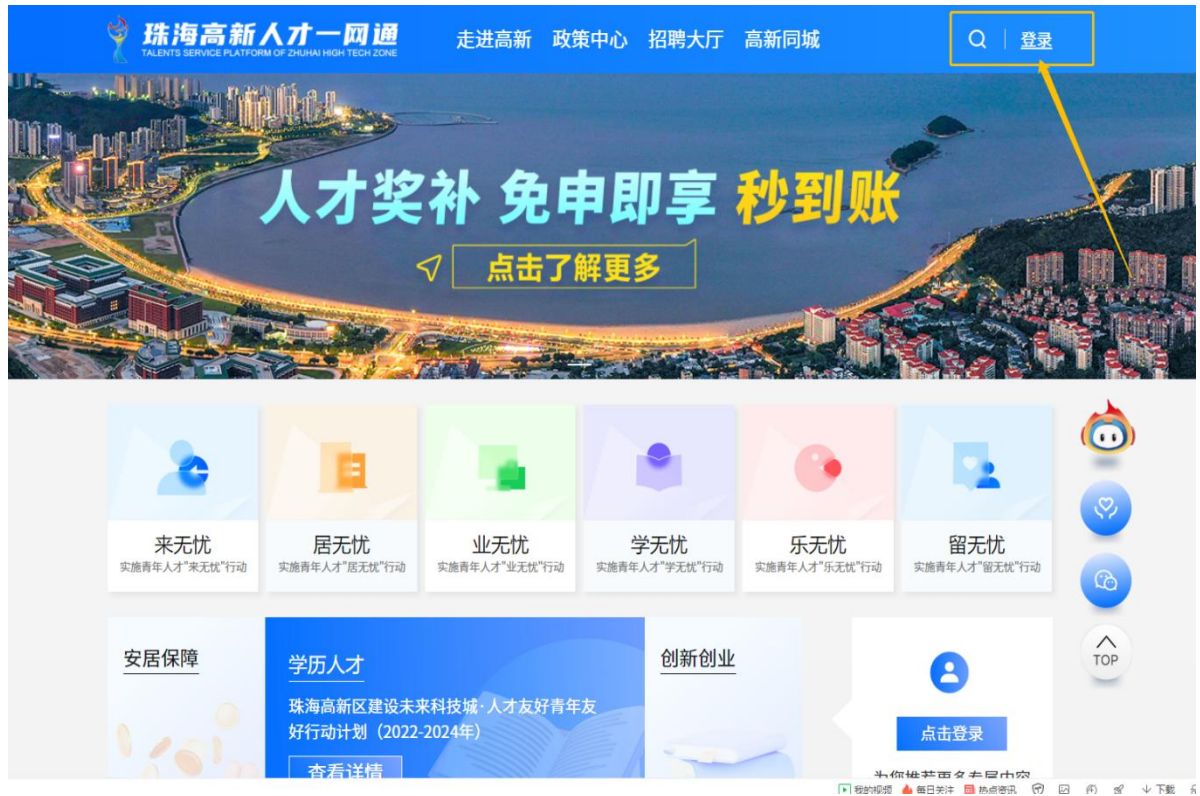 珠海高新人才一网通
TALENTS SERVICE PLATFORM OF ZHUHAI HIGH TECH ZONE
走进高新 政策中心 招聘大厅 高新同城
登录
人才奖补 免申即享 秒到账
点击了解更多
来无忧
实施青年人才"来无忧"行动
居无忧
实施青年人才"居无忧"行动
业无忧
实施青年人才"业无忧"行动
学无忧
实施青年人才"学无忧"行动
乐无忧
实施青年人才"乐无忧"行动
留无忧
实施青年人才"留无忧"行动
TOP
安居保障
学历人才
珠海高新区建设未来科技城·人才友好青年友
好行动计划（2022-2024年）
查看详情
创新创业
点击登录
为您推荐更多专属内容
我的视频 每日关注 热点资讯 下载